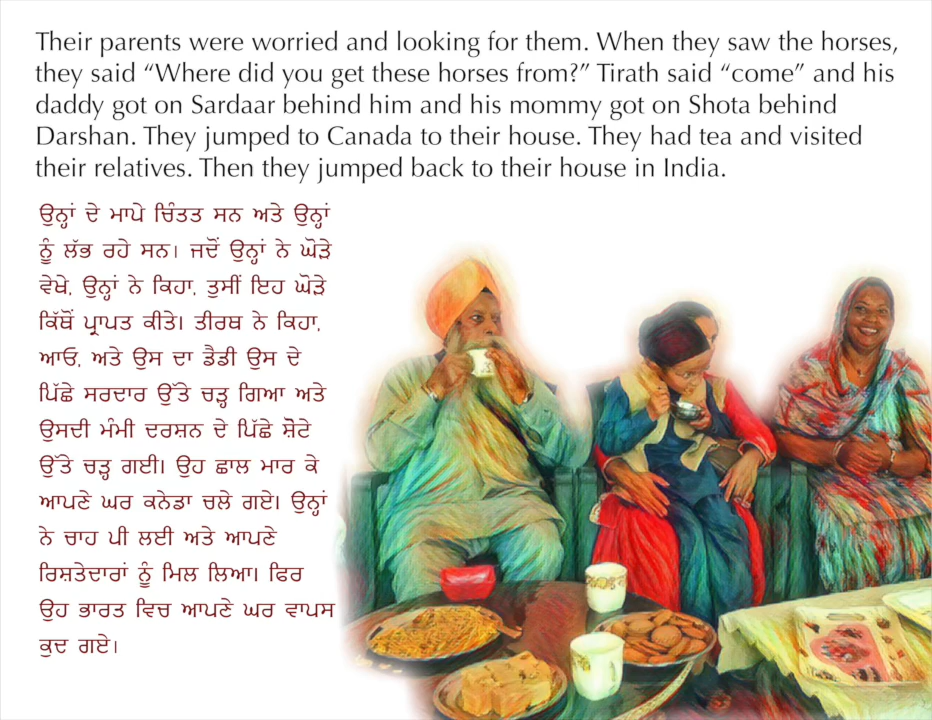 Their parents were worried and looking for them. When they saw the horses,
they said “Where did you get these horses from?” Tirath said “come” and his
daddy got on Sardaar behind him and his mommy got on Shota behind
Darshan. They jumped to Canada to their house. They had tea and visited
their relatives. Then they jumped back to their house in India.
ਉਨ੍ਹਾਂ ਦੇ ਮਾਪੇ ਚਿੰਤਤ ਸਨ ਅਤੇ ਉਨ੍ਹਾਂ
ਨੂੰ ਲੱਭ ਰਹੇ ਸਨ। ਜਦੋਂ ਉਨ੍ਹਾਂ ਨੇ ਘੋੜੇ
ਵੇਖੇ, ਉਨ੍ਹਾਂ ਨੇ ਕਿਹਾ, ਤੁਸੀਂ ਇਹ ਘੋੜੇ
ਕਿੱਥੋਂ ਪ੍ਰਾਪਤ ਕੀਤੇ। ਤੀਰਥ ਨੇ ਕਿਹਾ,
ਆਓ, ਅਤੇ ਉਸ ਦਾ ਡੈਡੀ ਉਸ ਦੇ
ਪਿੱਛੇ ਸਰਦਾਰ ਉੱਤੇ ਚੜ੍ਹ ਗਿਆ ਅਤੇ
ਉਸਦੀ ਮੰਮੀ ਦਰਸ਼ਨ ਦੇ ਪਿੱਛੇ ਸ਼ੋਟੇ
ਉੱਤੇ ਚੜ੍ਹ ਗਈ। ਉਹ ਛਾਲ ਮਾਰ ਕੇ
ਆਪਣੇ ਘਰ ਕਨੇਡਾ ਚਲੇ ਗਏ। ਉਨ੍ਹਾਂ
ਨੇ ਚਾਹ ਪੀ ਲਈ ਅਤੇ ਆਪਣੇ
ਰਿਸ਼ਤੇਦਾਰਾਂ ਨੂੰ ਮਿਲ ਲਿਆ। ਫਿਰ
ਉਹ ਭਾਰਤ ਵਿਚ ਆਪਣੇ ਘਰ ਵਾਪਸ
ਕੁਦ ਗਏ।